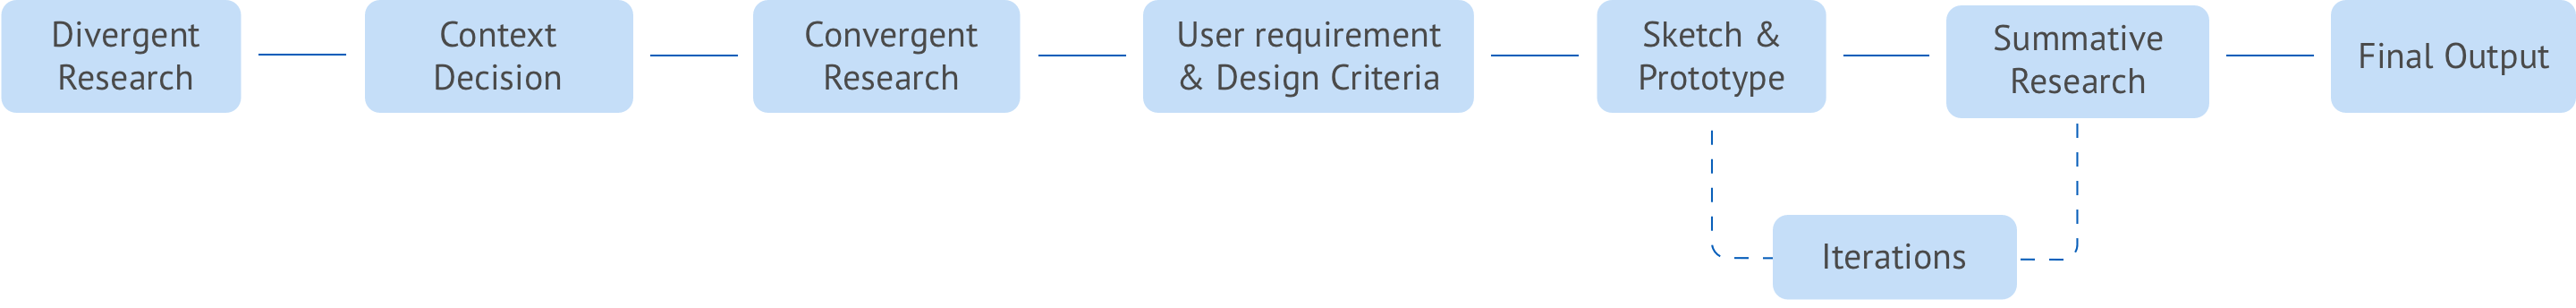 Divergent
Research
Context
Decision
Convergent
Research
User requirement
& Design Criteria
Sketch &
Prototype
Summative
Research
Final Output
Iterations